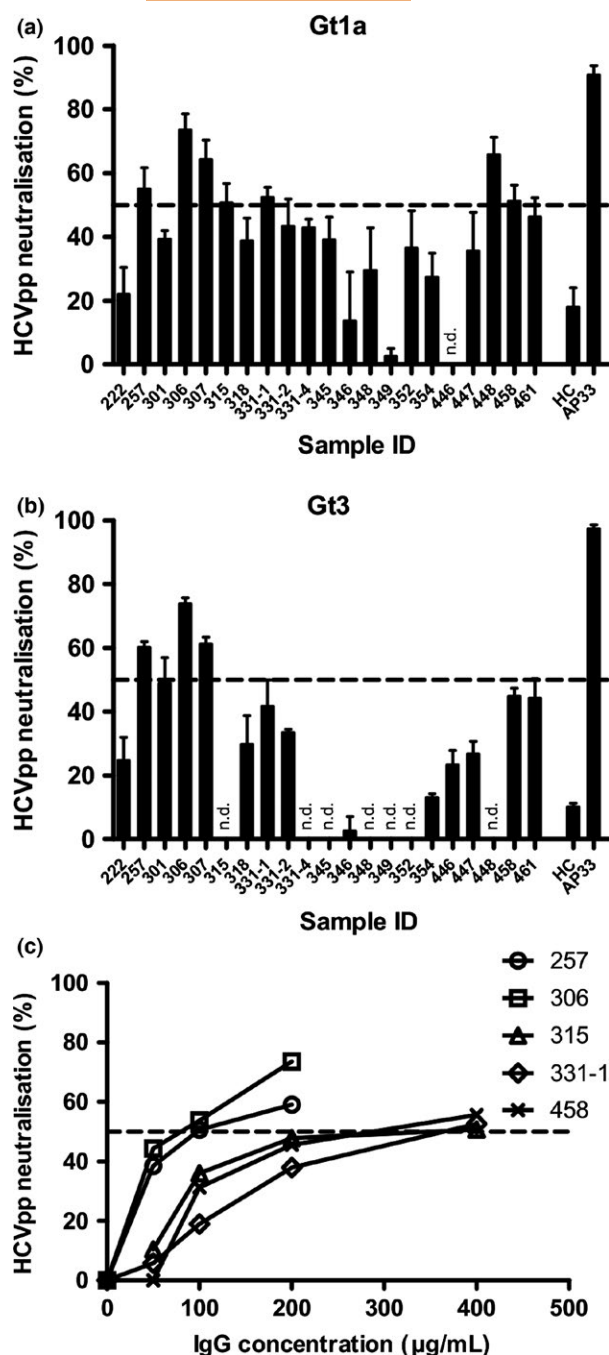 (a)
Gt1a
HCVpp neutralisation (%)
100
80
60
40
20
0
n.d.
222 257 301 306 307 315 318 331-1 331-2 331-4 345 346 348 349 352 354 446 447 448 458 461 HC AP33
Sample ID
(b)
Gt3
HCVpp neutralisation (%)
100
80
60
40
20
0
n.d. n.d. n.d. n.d. n.d. n.d. n.d.
222 257 301 306 307 315 318 331-1 331-2 331-4 345 346 348 349 352 354 446 447 448 458 461 HC AP33
Sample ID
(c)
HCVpp neutralisation (%)
100
80
60
40
20
0
257
306
315
331-1
458
0 100 200 300 400 500
IgG concentration (µg/mL)